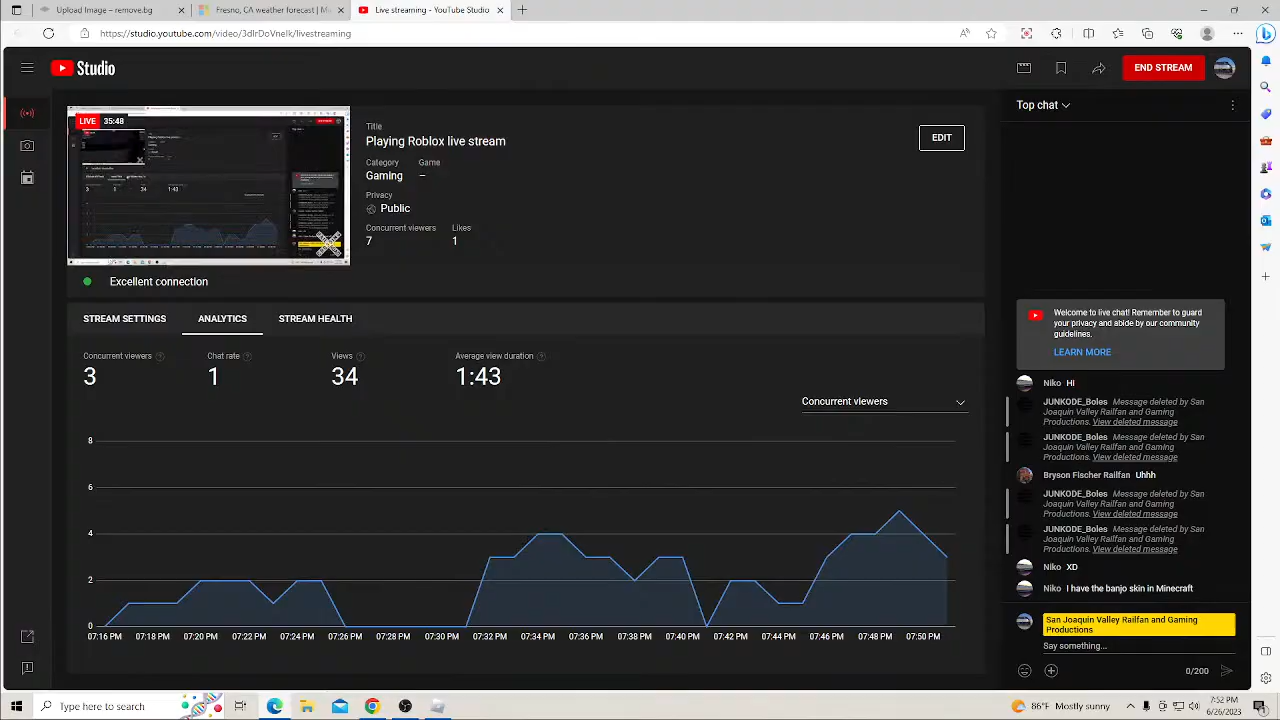 Upload Image – remove.bg
Fresno, CA weather forecast | M
Live streaming - YouTube Studio
https://studio.youtube.com/video/3dIrDoVnelk/livestreaming
Studio
END STREAM
LIVE 35:48
Title
Playing Roblox live stream
EDIT
Category Game
Gaming –
Privacy
Public
Concurrent viewers Likes
7 1
Excellent connection
STREAM SETTINGS ANALYTICS STREAM HEALTH
Concurrent viewers Chat rate Views Average view duration
3 1 34 1:43
Concurrent viewers
8
6
4
2
0
07:16 PM 07:18 PM 07:20 PM 07:22 PM 07:24 PM 07:26 PM 07:28 PM 07:30 PM 07:32 PM 07:34 PM 07:36 PM 07:38 PM 07:40 PM 07:42 PM 07:44 PM 07:46 PM 07:48 PM 07:50 PM
Top chat
Welcome to live chat! Remember to guard
your privacy and abide by our community
guidelines.
LEARN MORE
Niko Hi
JUNKODE_Boles Message deleted by San
Joaquin Valley Railfan and Gaming
Productions. View deleted message
JUNKODE_Boles Message deleted by San
Joaquin Valley Railfan and Gaming
Productions. View deleted message
Bryson Fischer Railfan Uhhh
JUNKODE_Boles Message deleted by San
Joaquin Valley Railfan and Gaming
Productions. View deleted message
JUNKODE_Boles Message deleted by San
Joaquin Valley Railfan and Gaming
Productions. View deleted message
Niko XD
Niko I have the banjo skin in Minecraft
San Joaquin Valley Railfan and Gaming
Productions
Say something...
0/200
Type here to search
86°F Mostly sunny
7:52 PM
6/26/2023